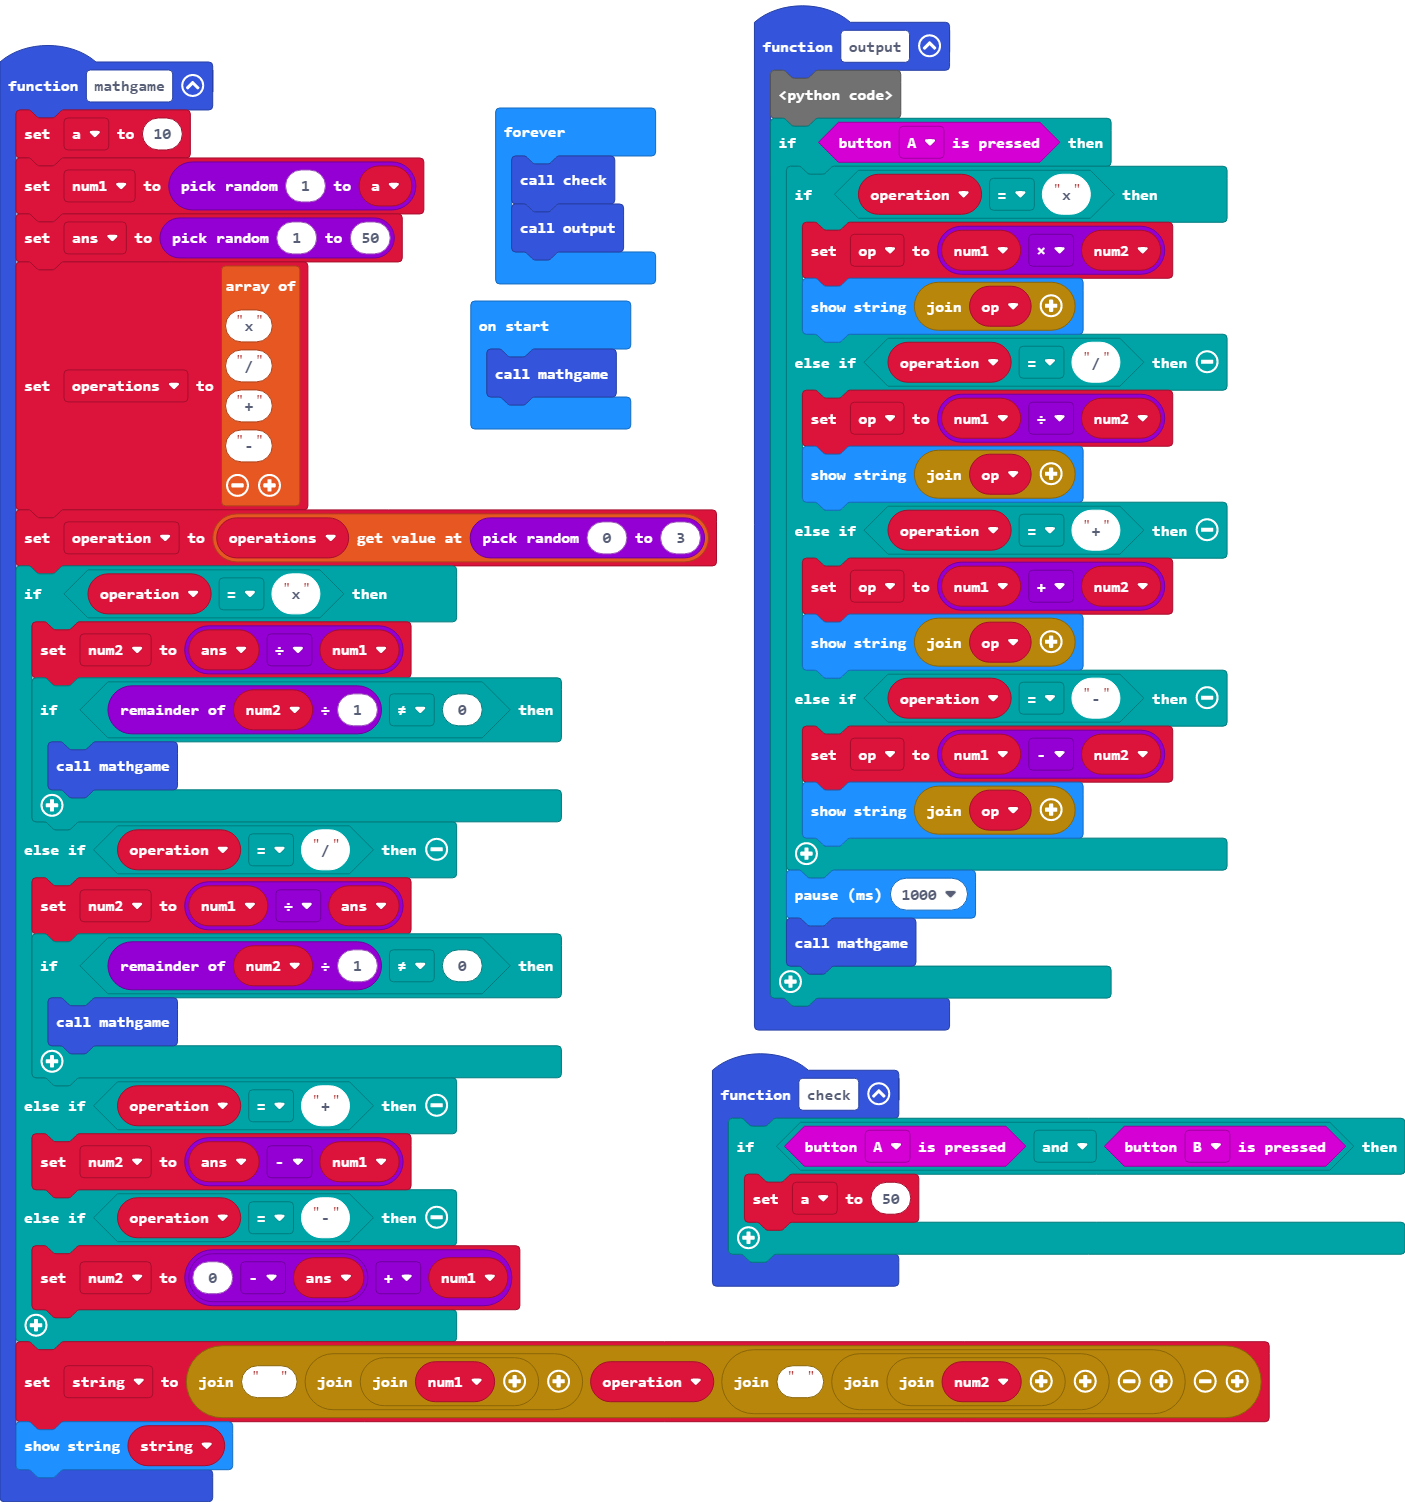 function mathgame
set a to 10
set num1 to pick random 1 to a
set ans to pick random 1 to 50
set operations to array of "x" "/" "+" "-"
set operation to operations get value at pick random 0 to 3
if operation = "x" then
set num2 to ans ÷ num1
if remainder of num2 ÷ 1 ≠ 0 then
call mathgame
else if operation = "/" then
set num2 to num1 ÷ ans
if remainder of num2 ÷ 1 ≠ 0 then
call mathgame
else if operation = "+" then
set num2 to ans - num1
else if operation = "-" then
set num2 to 0 - ans + num1
set string to join " " join join num1 operation join " " join join num2
show string string
forever
call check
call output
on start
call mathgame
function output
<python code>
if button A is pressed then
if operation = "x" then
set op to num1 × num2
show string join op
else if operation = "/" then
set op to num1 ÷ num2
show string join op
else if operation = "+" then
set op to num1 + num2
show string join op
else if operation = "-" then
set op to num1 - num2
show string join op
pause (ms) 1000
call mathgame
function check
if button A is pressed and button B is pressed then
set a to 50